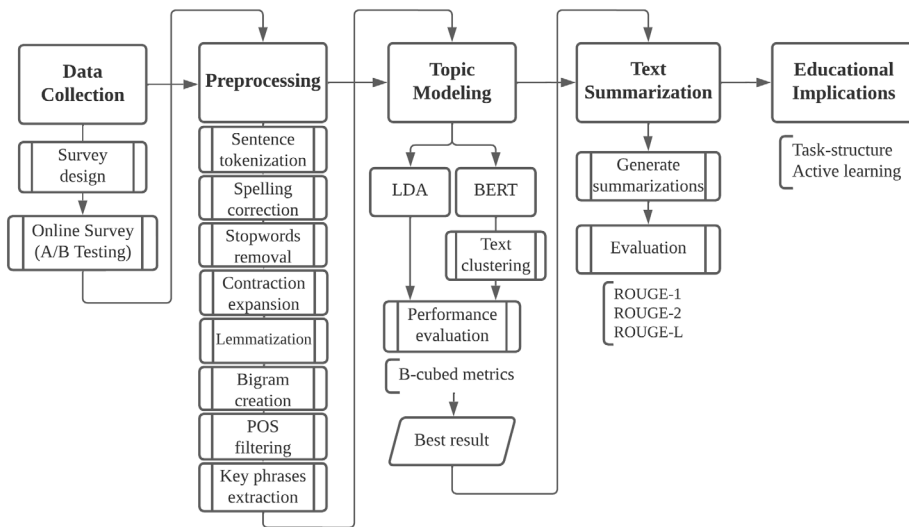 Data
Collection
Survey
design
Online Survey
(A/B Testing)
Preprocessing
Sentence
tokenization
Spelling
correction
Stopwords
removal
Contraction
expansion
Lemmatization
Bigram
creation
POS
filtering
Key phrases
extraction
Topic
Modeling
LDA
BERT
Text
clustering
Performance
evaluation
B-cubed metrics
Best result
Text
Summarization
Generate
summarizations
Evaluation
ROUGE-1
ROUGE-2
ROUGE-L
Educational
Implications
Task-structure
Active learning